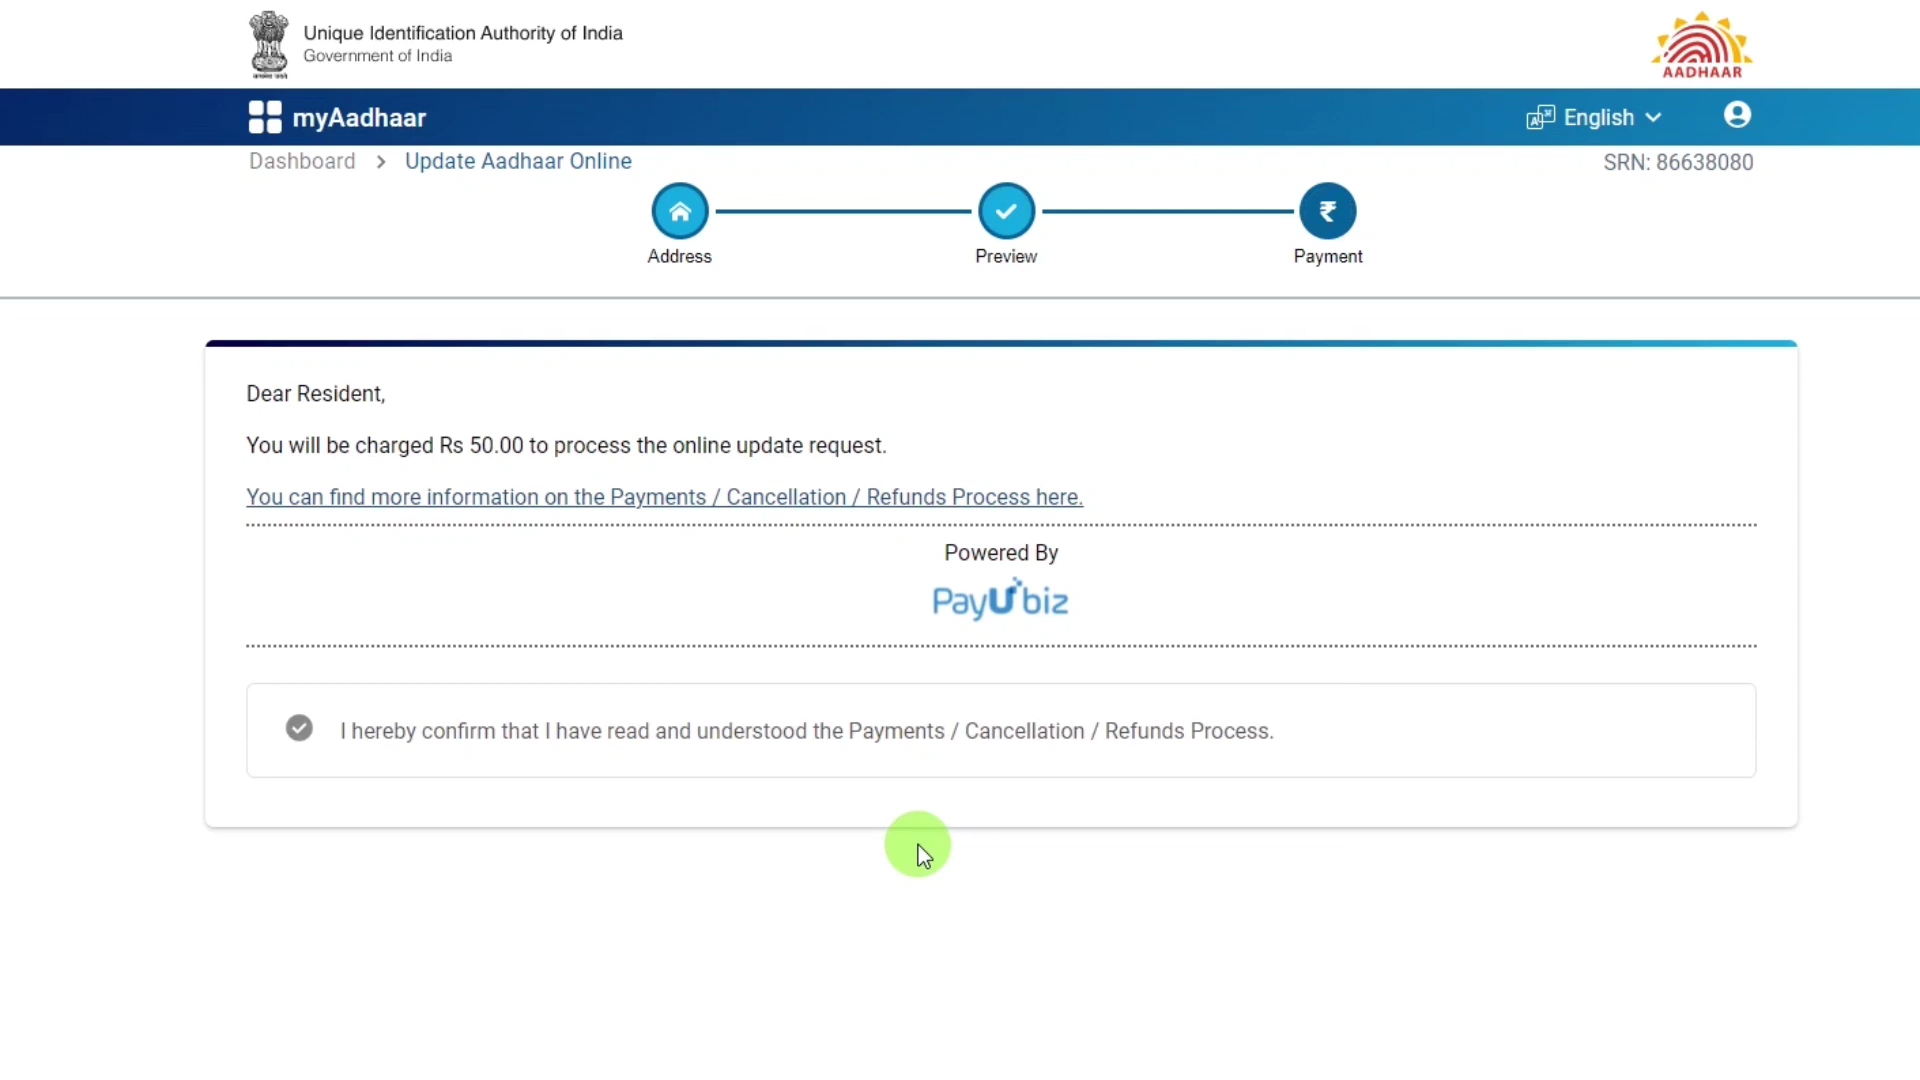 Unique Identification Authority of India
Government of India
AADHAAR
myAadhaar
English
Dashboard > Update Aadhaar Online
SRN: 86638080
₹
Address
Preview
Payment
Dear Resident,
You will be charged Rs 50.00 to process the online update request.
You can find more information on the Payments / Cancellation / Refunds Process here.
Powered By
PayUbiz
I hereby confirm that I have read and understood the Payments / Cancellation / Refunds Process.